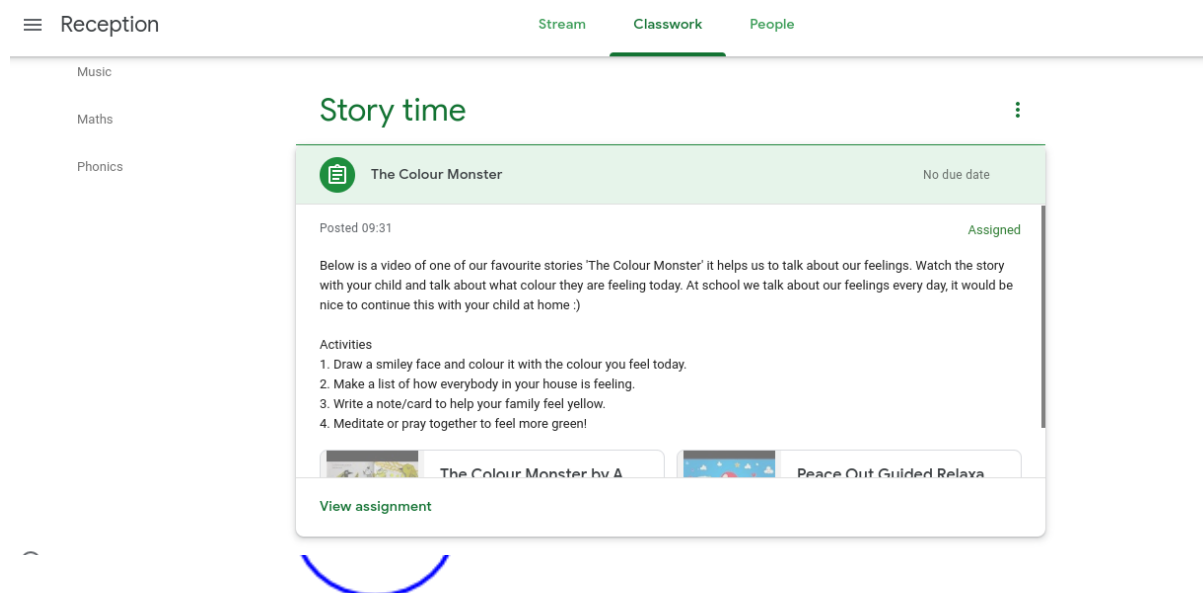 Reception
Stream
Classwork
People
Music
Maths
Phonics
Story time
The Colour Monster
No due date
Posted 09:31
Assigned
Below is a video of one of our favourite stories 'The Colour Monster' it helps us to talk about our feelings. Watch the story
with your child and talk about what colour they are feeling today. At school we talk about our feelings every day, it would be
nice to continue this with your child at home :)
Activities
1. Draw a smiley face and colour it with the colour you feel today.
2. Make a list of how everybody in your house is feeling.
3. Write a note/card to help your family feel yellow.
4. Meditate or pray together to feel more green!
The Colour Monster by A
Peace Out Guided Relaxa
View assignment